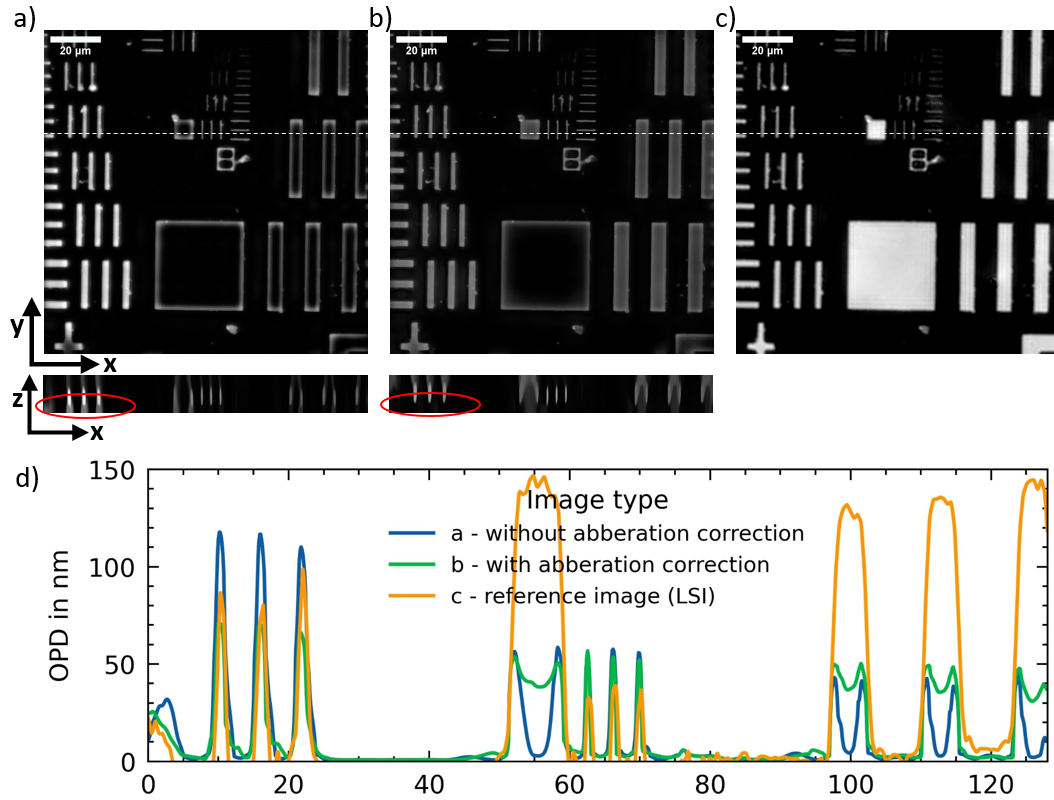 a)
b)
c)
20 µm
20 µm
20 µm
y
x
z
x
d)
150
100
50
0
OPD in nm
Image type
a - without abberation correction
b - with abberation correction
c - reference image (LSI)
0
20
40
60
80
100
120